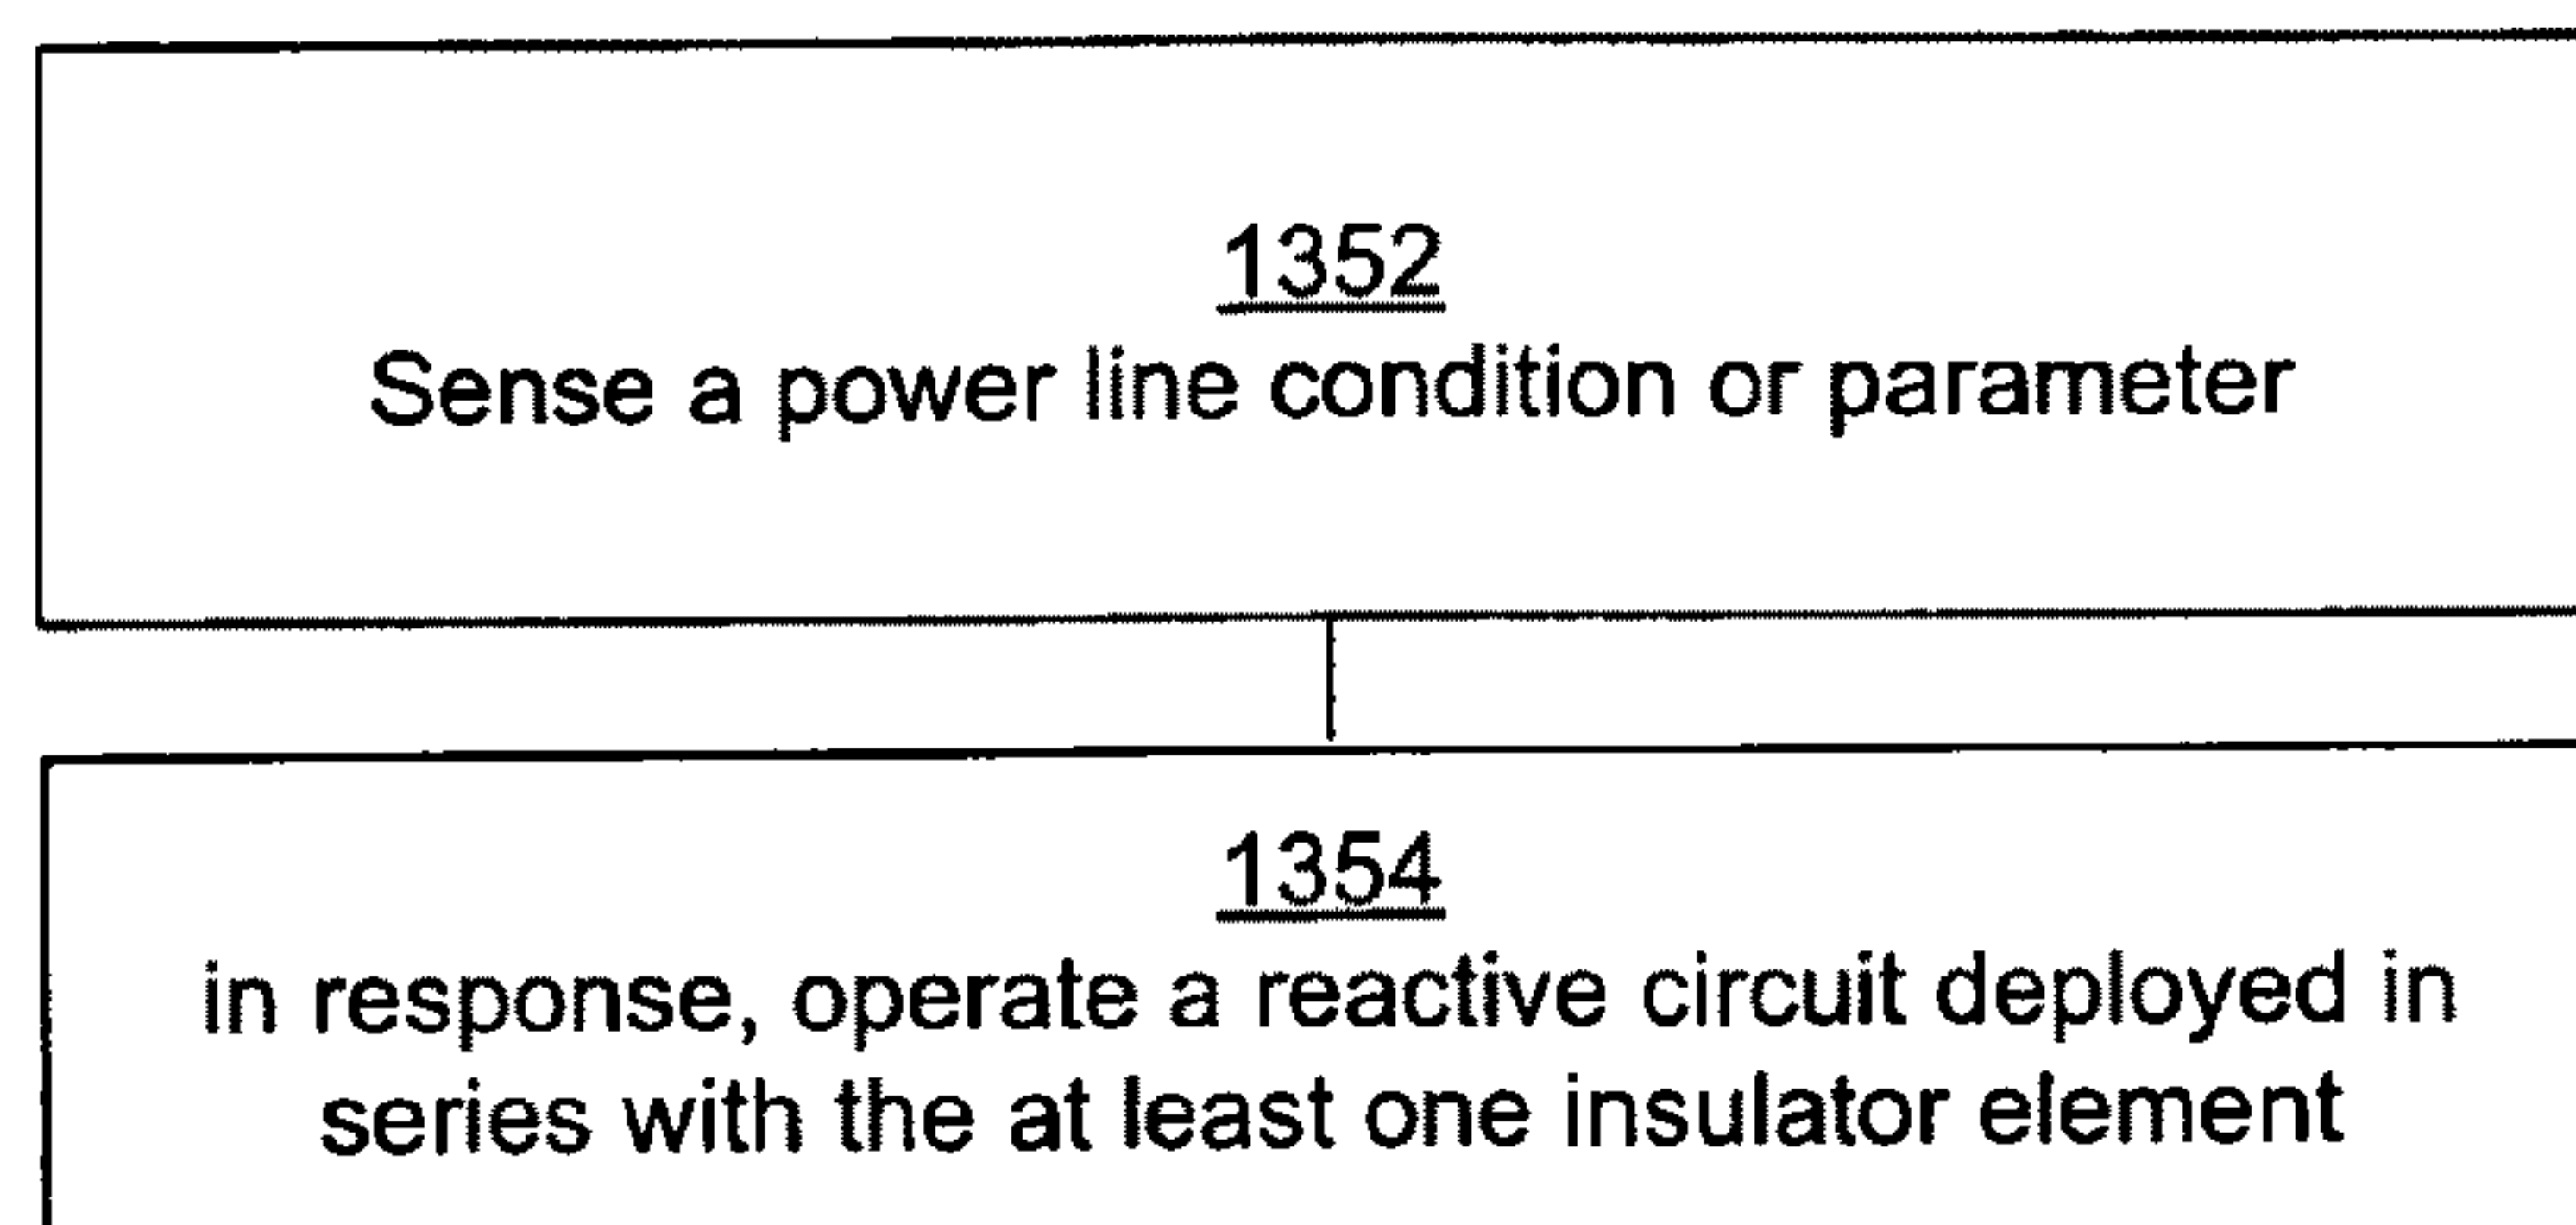 1352
Sense a power line condition or parameter
1354
in response, operate a reactive circuit deployed in
series with the at least one insulator element